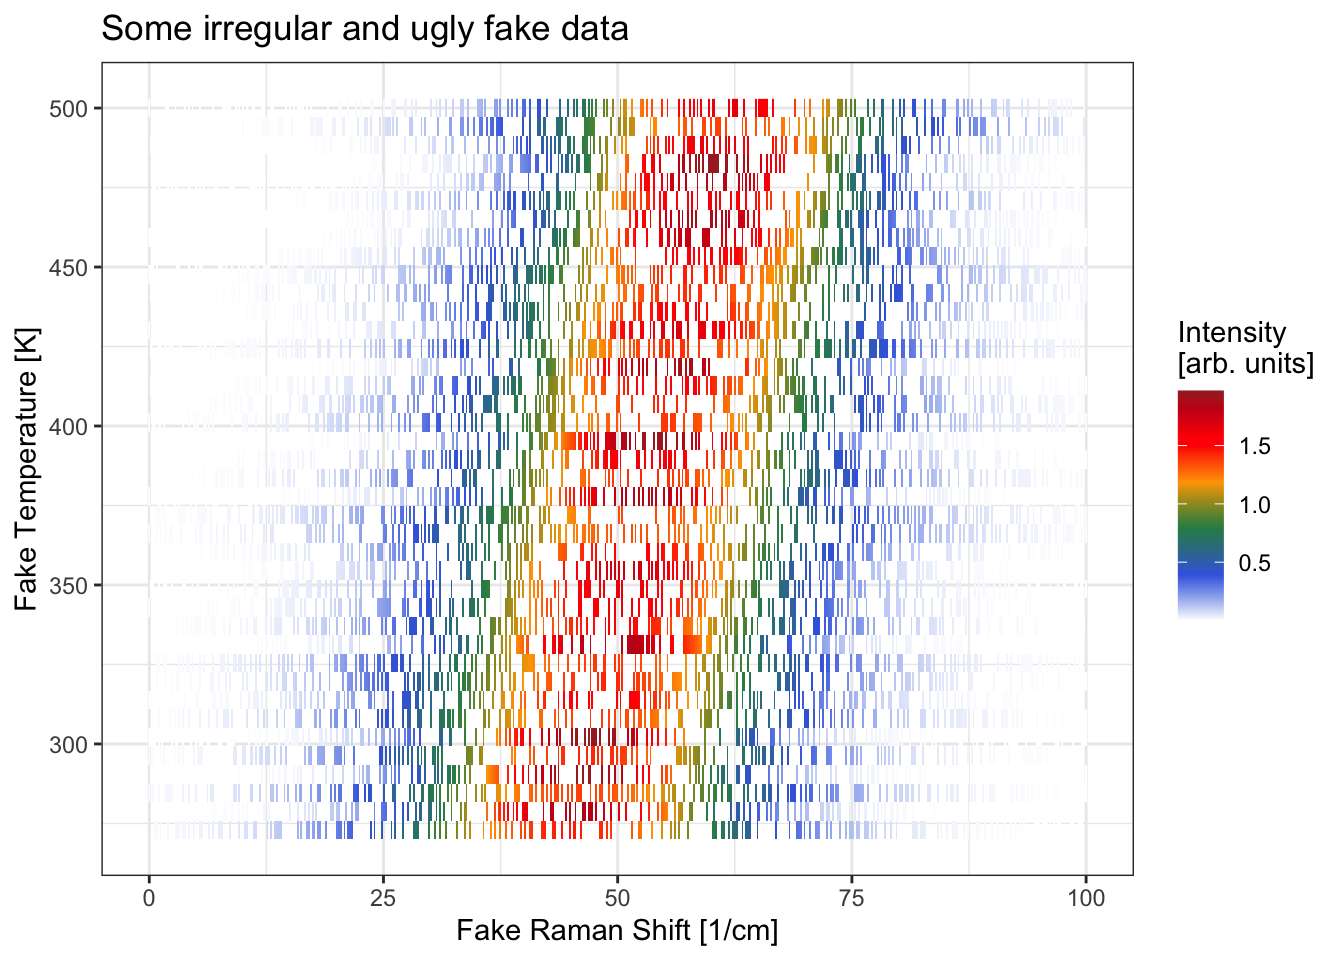 Some irregular and ugly fake data
500
450
400
350
300
Fake Temperature [K]
0 25 50 75 100
Fake Raman Shift [1/cm]
Intensity
[arb. units]
1.5
1.0
0.5